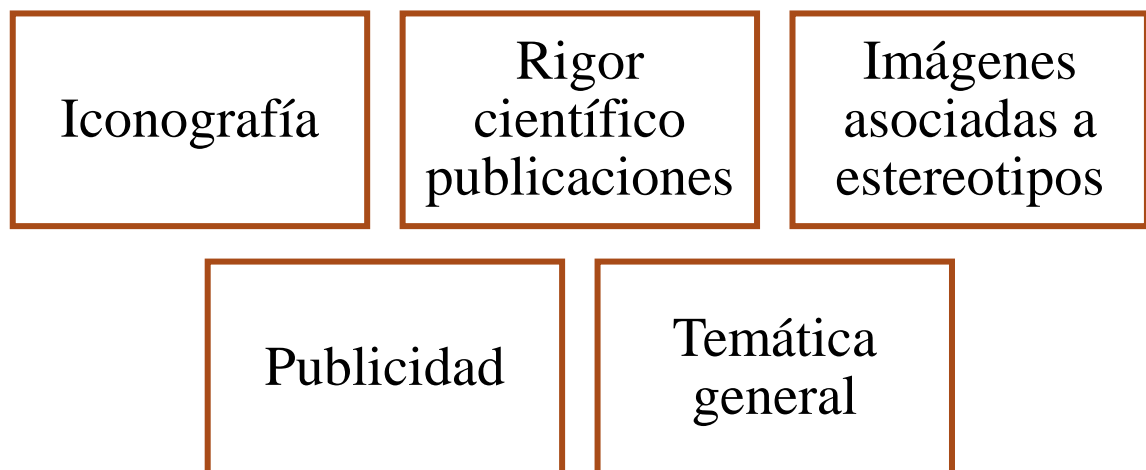 Iconografía
Rigor
científico
publicaciones
Imágenes
asociadas a
estereotipos
Publicidad
Temática
general